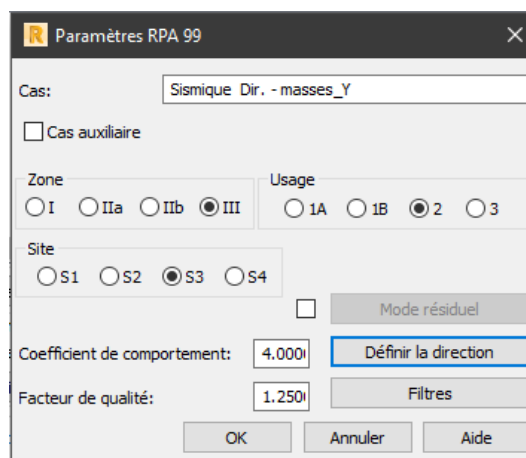 R Paramètres RPA 99
Cas: Sismique Dir. - masses_Y
Cas auxiliaire
Zone
I IIa IIb III
Usage
1A 1B 2 3
Site
S1 S2 S3 S4
Mode résiduel
Coefficient de comportement: 4.000 Définir la direction
Facteur de qualité: 1.250 Filtres
OK Annuler Aide